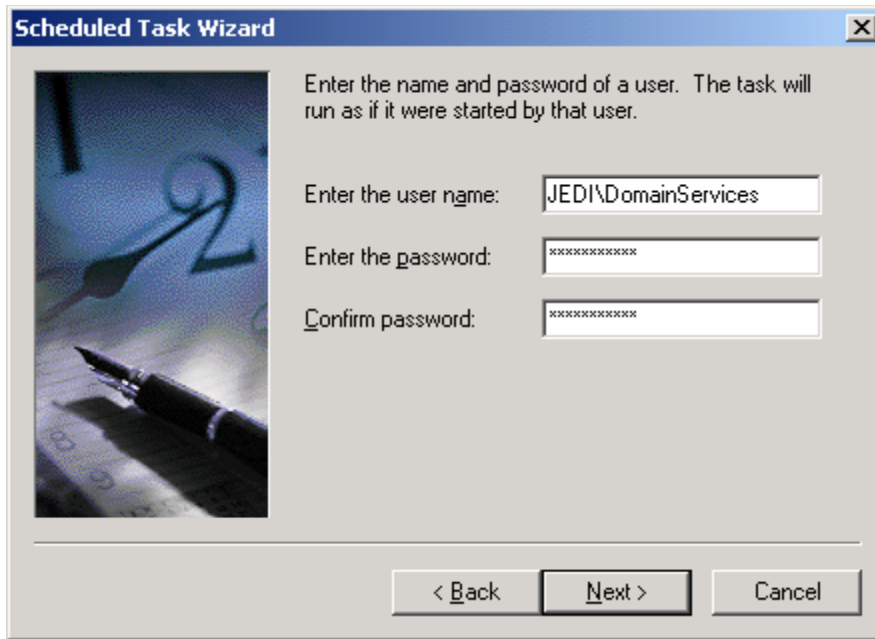 Scheduled Task Wizard
Enter the name and password of a user. The task will
run as if it were started by that user.
Enter the user name: JEDI\DomainServices
Enter the password: ***********
Confirm password: ***********
2
< Back Next > Cancel